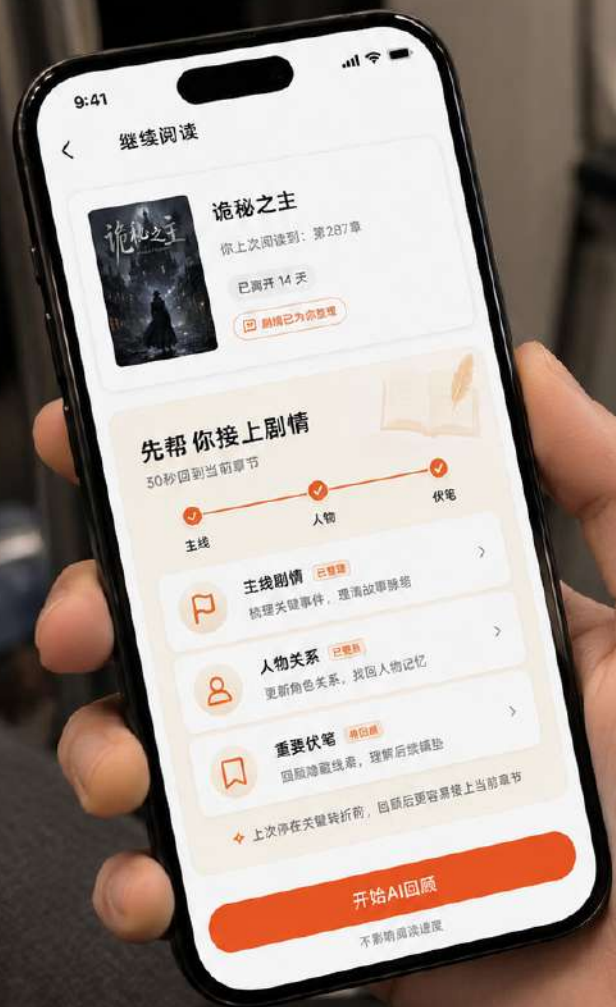 9:41
继续阅读
诡秘之主
诡秘之主
你上次阅读到：第287章
已离开 14 天
剧情已为你整理
先帮你接上剧情
30秒回到当前章节
主线
人物
伏笔
主线剧情 已整理
梳理关键事件，理清故事脉络
人物关系 已更新
更新角色关系，找回人物记忆
重要伏笔 待回顾
回顾隐藏线索，理解后续铺垫
上次停在关键转折前，回顾后更容易接上当前章节
开始AI回顾
不影响阅读进度